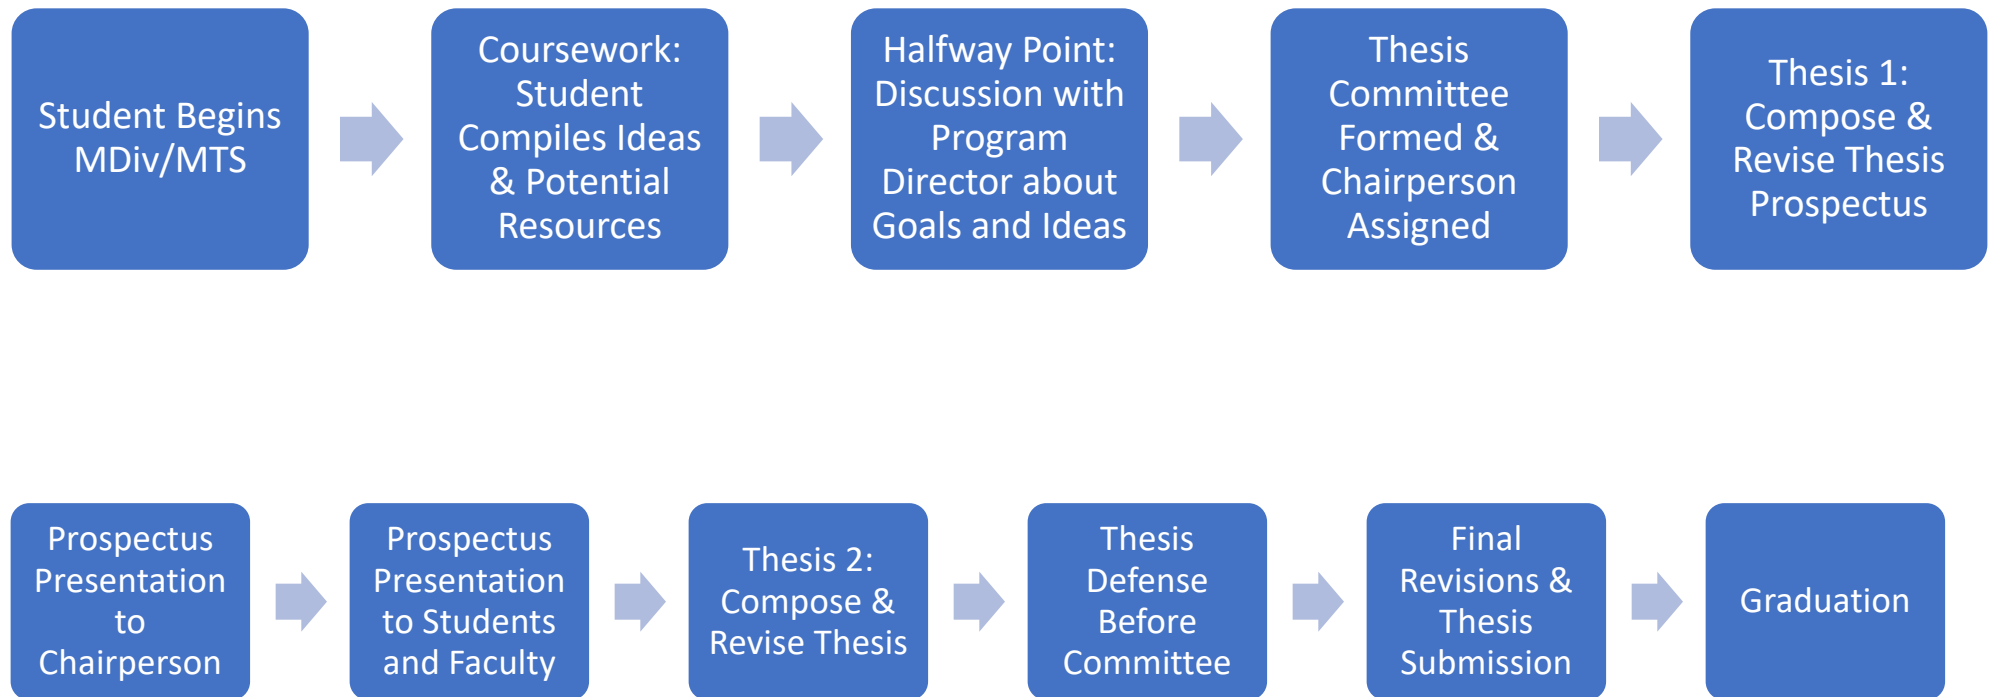 Student Begins
MDiv/MTS
Coursework:
Student
Compiles Ideas
& Potential
Resources
Halfway Point:
Discussion with
Program
Director about
Goals and Ideas
Thesis
Committee
Formed &
Chairperson
Assigned
Thesis 1:
Compose &
Revise Thesis
Prospectus
Prospectus
Presentation
to
Chairperson
Prospectus
Presentation
to Students
and Faculty
Thesis 2:
Compose &
Revise Thesis
Thesis
Defense
Before
Committee
Final
Revisions &
Thesis
Submission
Graduation